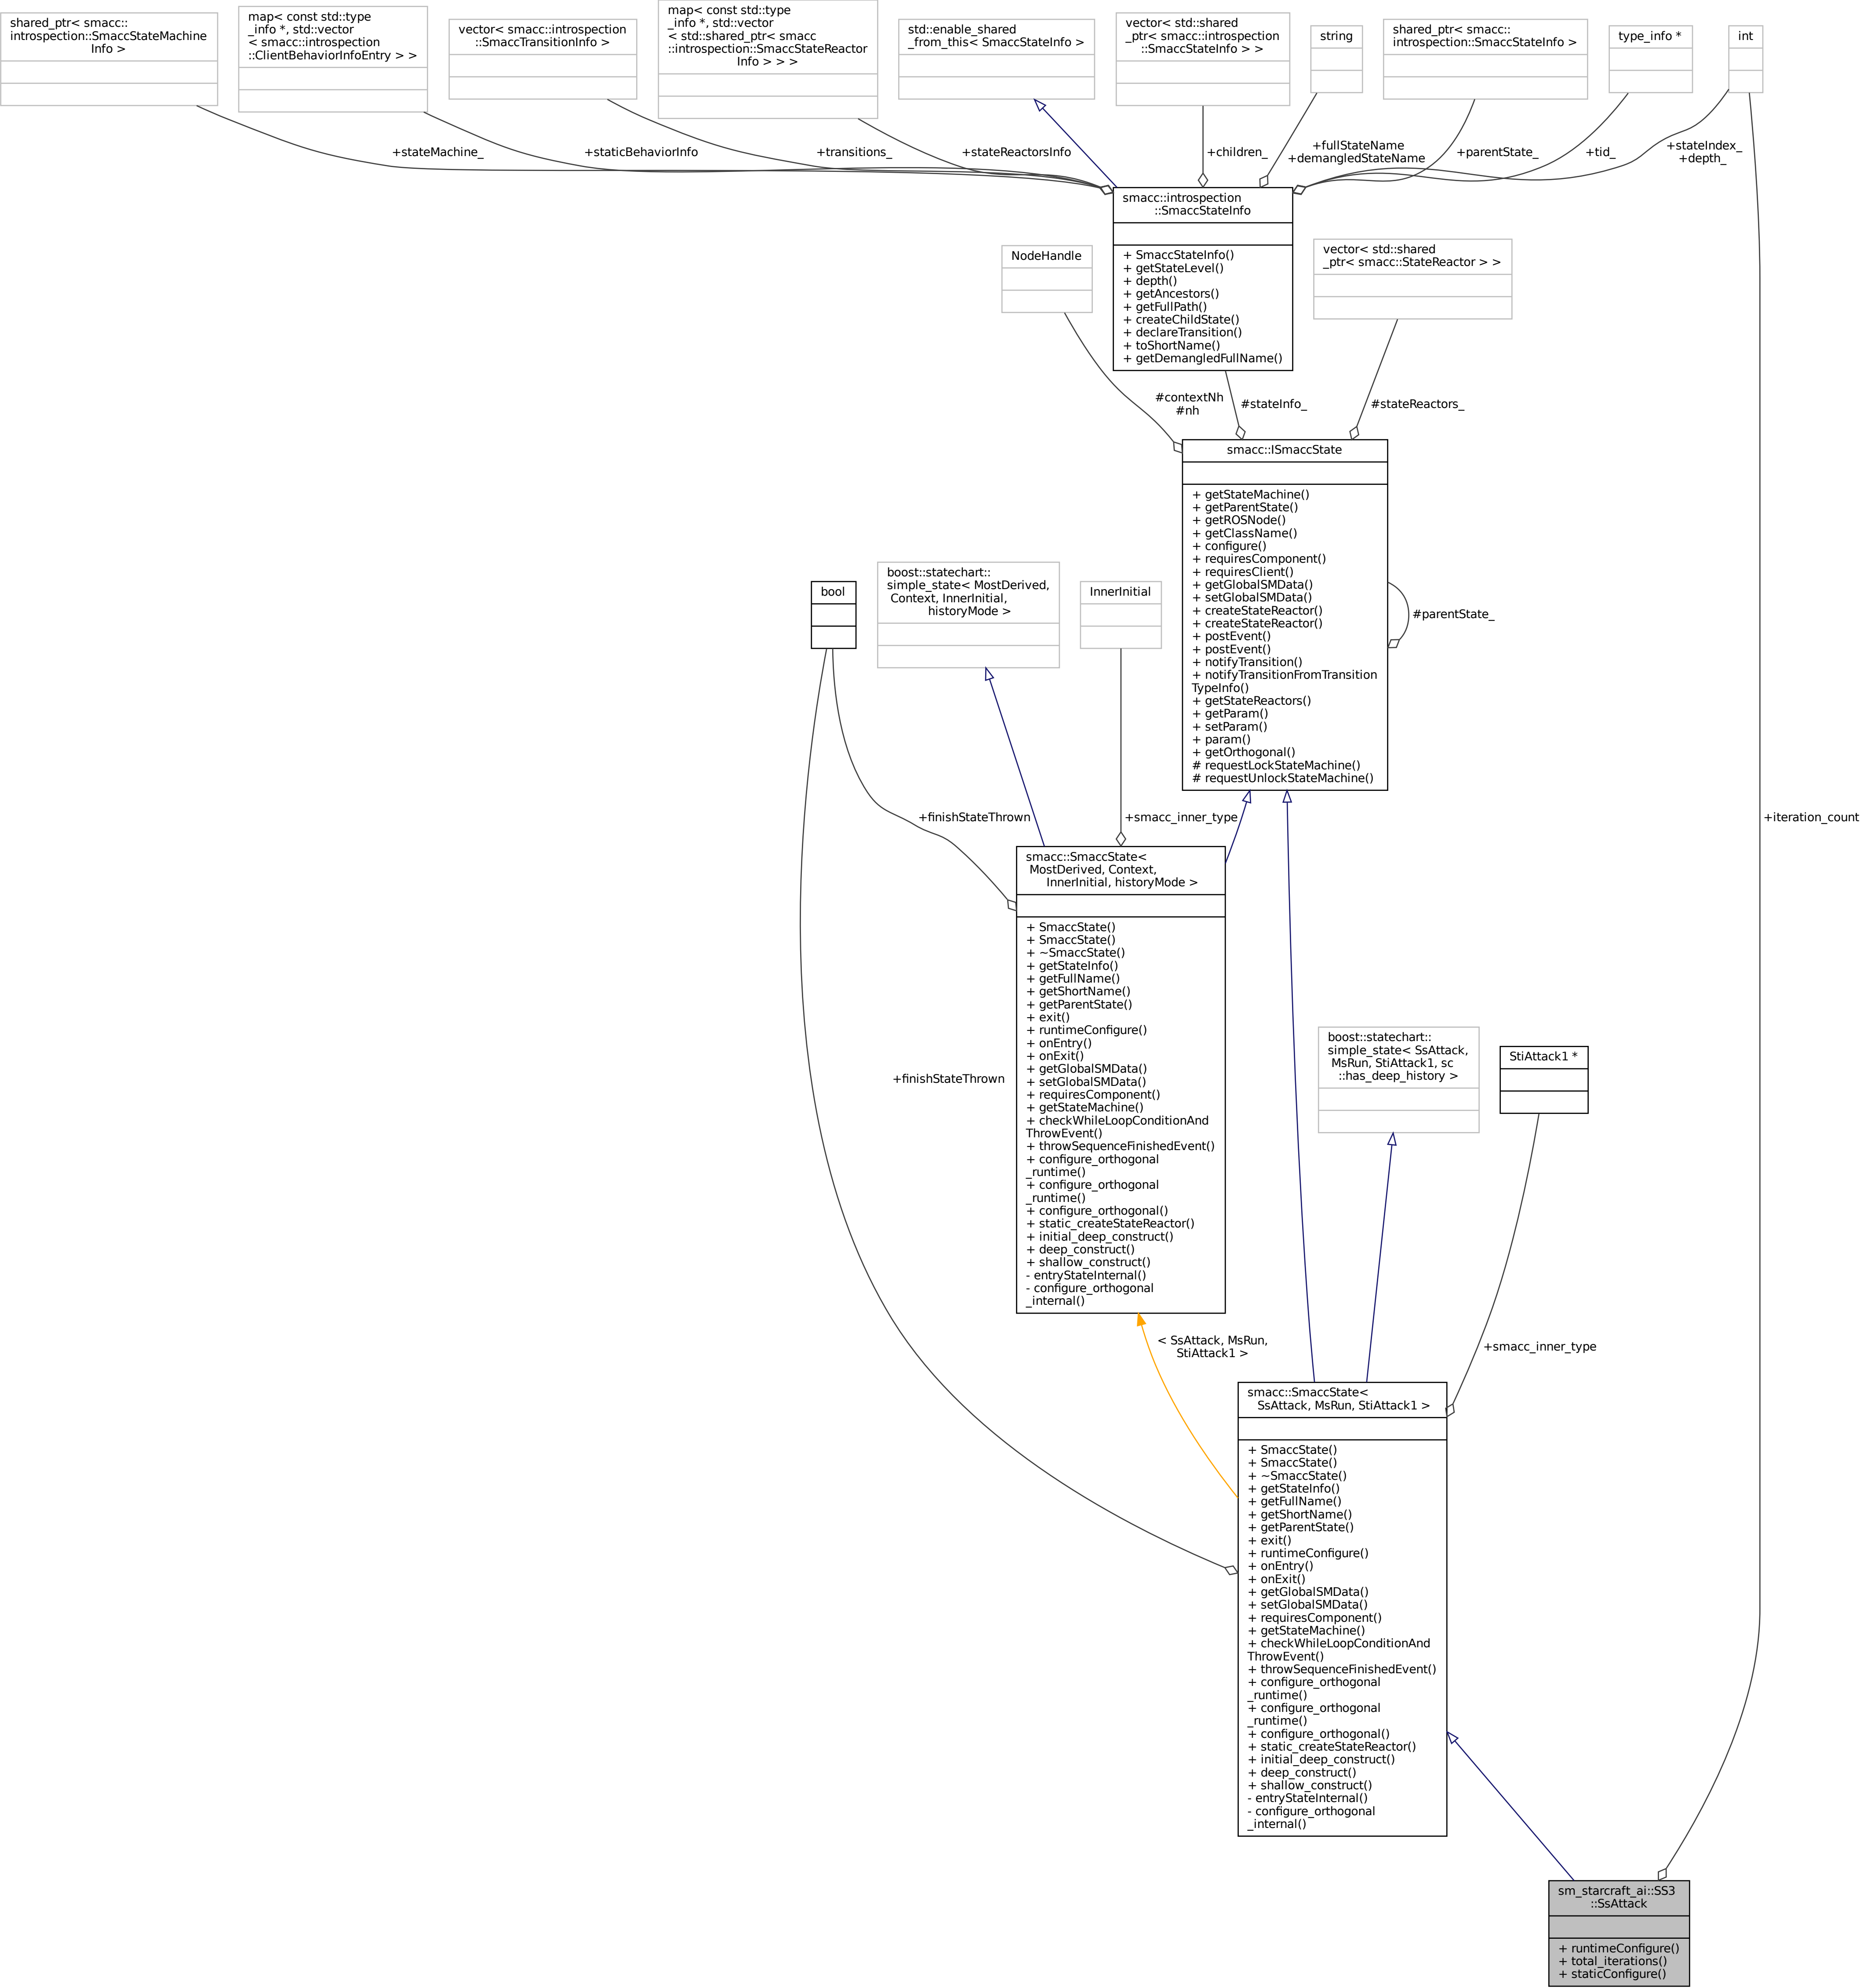 shared_ptr< smacc::
introspection::SmaccStateMachine
Info >
map< const std::type
_info *, std::vector
< smacc::introspection
::ClientBehaviorInfoEntry > >
vector< smacc::introspection
::SmaccTransitionInfo >
map< const std::type
_info *, std::vector
< std::shared_ptr< smacc
::introspection::SmaccStateReactor
Info > > >
std::enable_shared
_from_this< SmaccStateInfo >
vector< std::shared
_ptr< smacc::introspection
::SmaccStateInfo > >
string
shared_ptr< smacc::
introspection::SmaccStateInfo >
type_info *
int
+stateMachine_
+staticBehaviorInfo
+transitions_
+stateReactorsInfo
+children_
+fullStateName
+demangledStateName
+parentState_
+tid_
+stateIndex_
+depth_
smacc::introspection
::SmaccStateInfo
+ SmaccStateInfo()
+ getStateLevel()
+ depth()
+ getAncestors()
+ getFullPath()
+ createChildState()
+ declareTransition()
+ toShortName()
+ getDemangledFullName()
NodeHandle
vector< std::shared
_ptr< smacc::StateReactor > >
#contextNh
#nh
#stateInfo_
#stateReactors_
smacc::ISmaccState
+ getStateMachine()
+ getParentState()
+ getROSNode()
+ getClassName()
+ configure()
+ requiresComponent()
+ requiresClient()
+ getGlobalSMData()
+ setGlobalSMData()
+ createStateReactor()
+ createStateReactor()
+ postEvent()
+ postEvent()
+ notifyTransition()
+ notifyTransitionFromTransition
TypeInfo()
+ getStateReactors()
+ getParam()
+ setParam()
+ param()
+ getOrthogonal()
# requestLockStateMachine()
# requestUnlockStateMachine()
#parentState_
bool
boost::statechart::
simple_state< MostDerived,
Context, InnerInitial,
historyMode >
InnerInitial
+finishStateThrown
+smacc_inner_type
+iteration_count
smacc::SmaccState<
MostDerived, Context,
InnerInitial, historyMode >
+ SmaccState()
+ SmaccState()
+ ~SmaccState()
+ getStateInfo()
+ getFullName()
+ getShortName()
+ getParentState()
+ exit()
+ runtimeConfigure()
+ onEntry()
+ onExit()
+ getGlobalSMData()
+ setGlobalSMData()
+ requiresComponent()
+ getStateMachine()
+ checkWhileLoopConditionAnd
ThrowEvent()
+ throwSequenceFinishedEvent()
+ configure_orthogonal
_runtime()
+ configure_orthogonal
_runtime()
+ configure_orthogonal()
+ static_createStateReactor()
+ initial_deep_construct()
+ deep_construct()
+ shallow_construct()
- entryStateInternal()
- configure_orthogonal
_internal()
+finishStateThrown
boost::statechart::
simple_state< SsAttack,
MsRun, StiAttack1, sc
::has_deep_history >
StiAttack1 *
< SsAttack, MsRun,
StiAttack1 >
+smacc_inner_type
smacc::SmaccState<
SsAttack, MsRun, StiAttack1 >
+ SmaccState()
+ SmaccState()
+ ~SmaccState()
+ getStateInfo()
+ getFullName()
+ getShortName()
+ getParentState()
+ exit()
+ runtimeConfigure()
+ onEntry()
+ onExit()
+ getGlobalSMData()
+ setGlobalSMData()
+ requiresComponent()
+ getStateMachine()
+ checkWhileLoopConditionAnd
ThrowEvent()
+ throwSequenceFinishedEvent()
+ configure_orthogonal
_runtime()
+ configure_orthogonal
_runtime()
+ configure_orthogonal()
+ static_createStateReactor()
+ initial_deep_construct()
+ deep_construct()
+ shallow_construct()
- entryStateInternal()
- configure_orthogonal
_internal()
sm_starcraft_ai::SS3
::SsAttack
+ runtimeConfigure()
+ total_iterations()
+ staticConfigure()